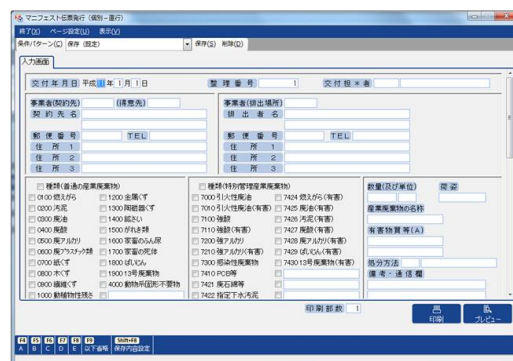 マニフェスト伝票発行 (個別-直行)
終了(X) ページ設定(U) 表示(V)
条件パターン(C) 保存 (既定) 保存(S) 削除(D)
入力画面
交付年月日 平成 年 1月 1日 整理番号 1 交付担当者
事業者(契約先) (得意先) 事業者(排出場所)
契約先名 排出者名
郵便番号 TEL 郵便番号 TEL
住所1 住所1
住所2 住所2
住所3 住所3
種類(普通の産業廃棄物) 種類(特別管理産業廃棄物) 数量(及び単位) 荷姿
0100 燃えがら 1200 金属くず 7000 引火性廃油 7424 燃えがら(有害)
0200 汚泥 1300 陶磁器くず 7010 引火性廃油(有害) 7425 廃油(有害) 産業廃棄物の名称
0300 廃油 1400 鉱さい 7100 強酸 7426 汚泥(有害)
0400 廃酸 1500 がれき類 7110 強酸(有害) 7427 廃酸(有害) 有害物質等(A)
0500 廃アルカリ 1600 家畜のふん尿 7200 強アルカリ 7428 廃アルカリ(有害)
0600 廃プラスチック類 1700 家畜の死体 7210 強アルカリ(有害) 7429 ばいじん(有害)
0700 紙くず 1800 ばいじん 7300 感染性廃棄物 7430 13号廃棄物(有害) 処分方法
0800 木くず 1900 13号廃棄物 7410 PCB等 備考・通信欄
0900 繊維くず 4000 動物系固形不要物 7421 廃石綿等
1000 動植物性残さ 7422 指定下水汚泥
印刷部数 1
印刷 プレビュー
F4 F5 F6 F7 F8 F9 Shift+F8
A B C D E 以下省略 保存内容設定